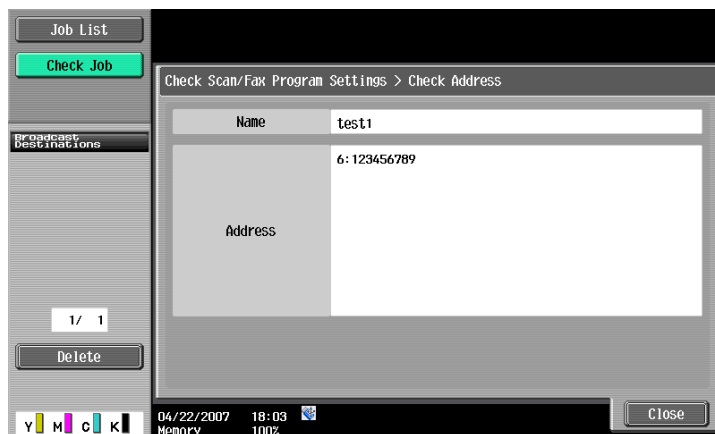 Job List
Check Job
Check Scan/Fax Program Settings > Check Address
Name
test1
Broadcast
Destinations
6:123456789
Address
1/ 1
Delete
Close
Y M C K
04/22/2007 18:03
Memory 100%